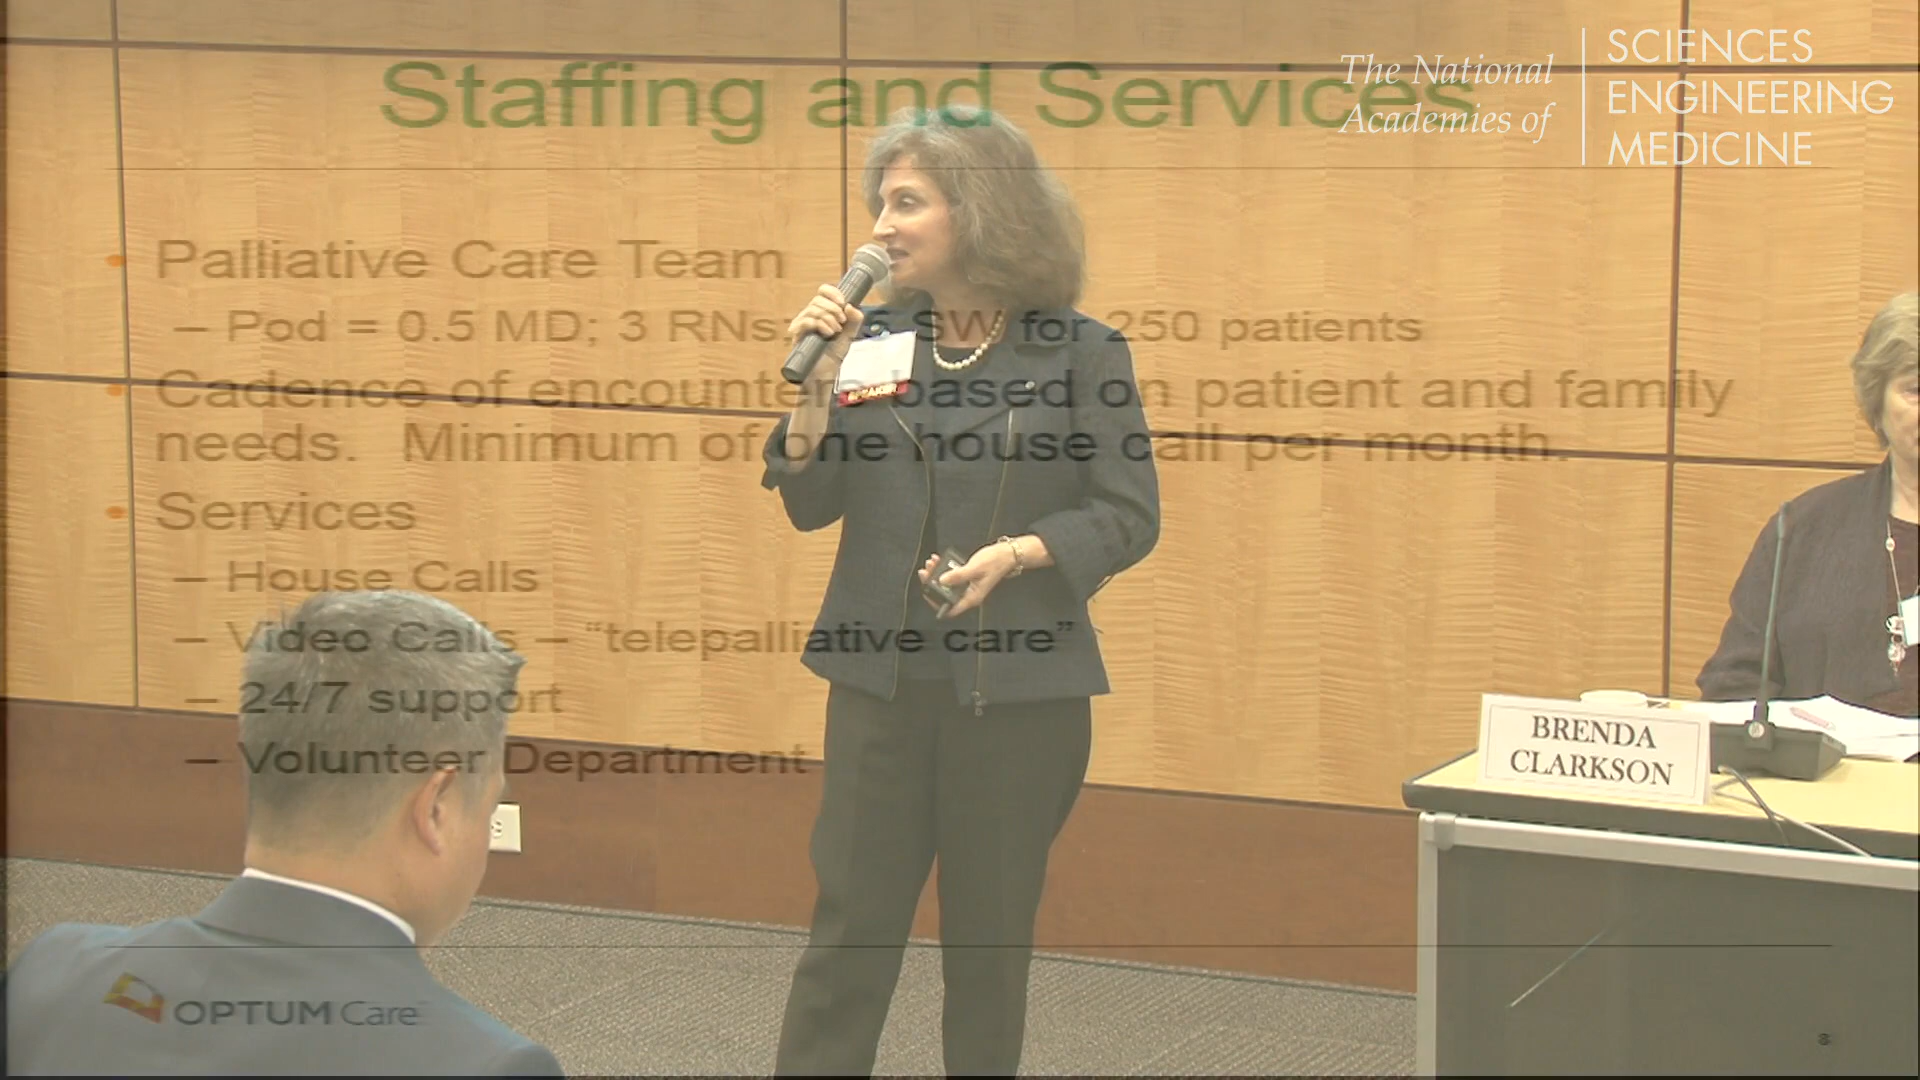 The National
Academies of
SCIENCES
ENGINEERING
MEDICINE
Staffing and Services
• Palliative Care Team
– Pod = 0.5 MD; 3 RNs; SW for 250 patients
• Cadence of encounters based on patient and family
needs. Minimum of one house call per month.
• Services
– House Calls
– Video Calls – “telepalliative care”
– 24/7 support
– Volunteer Department
SPEAKER
BRENDA
CLARKSON
OPTUM Care
8